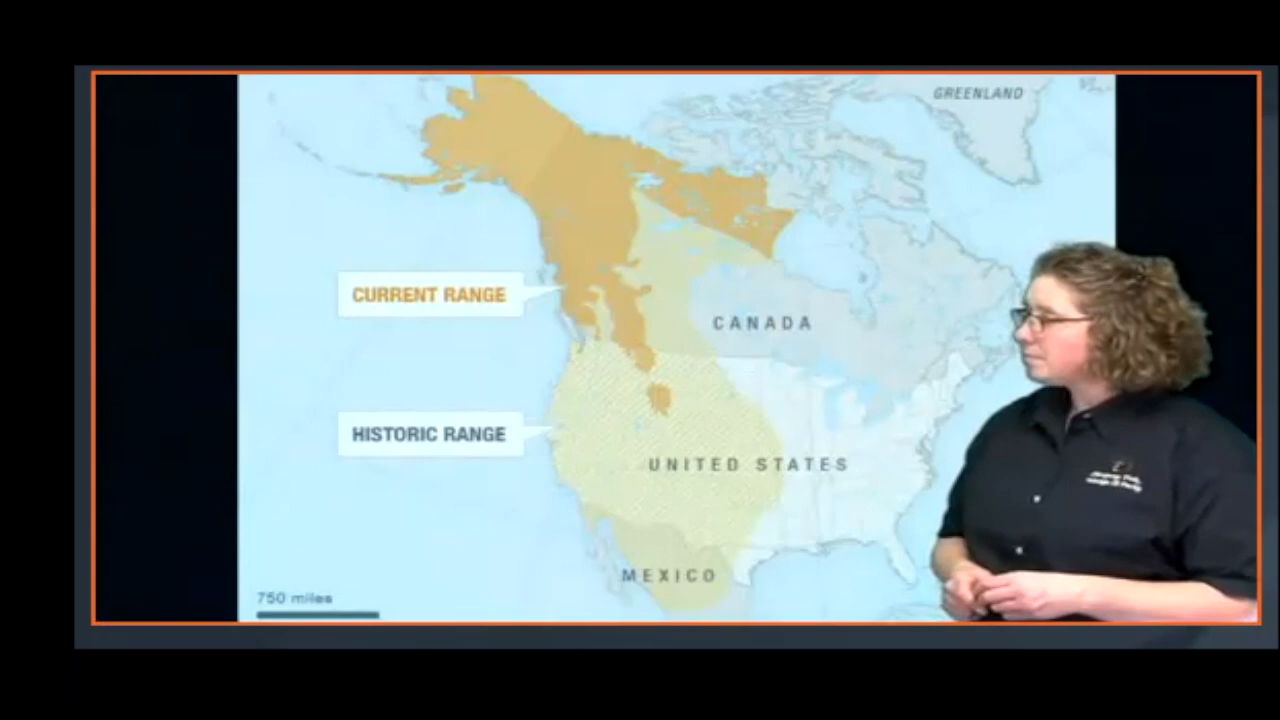 GREENLAND
CURRENT RANGE
CANADA
HISTORIC RANGE
UNITED STATES
MEXICO
750 miles